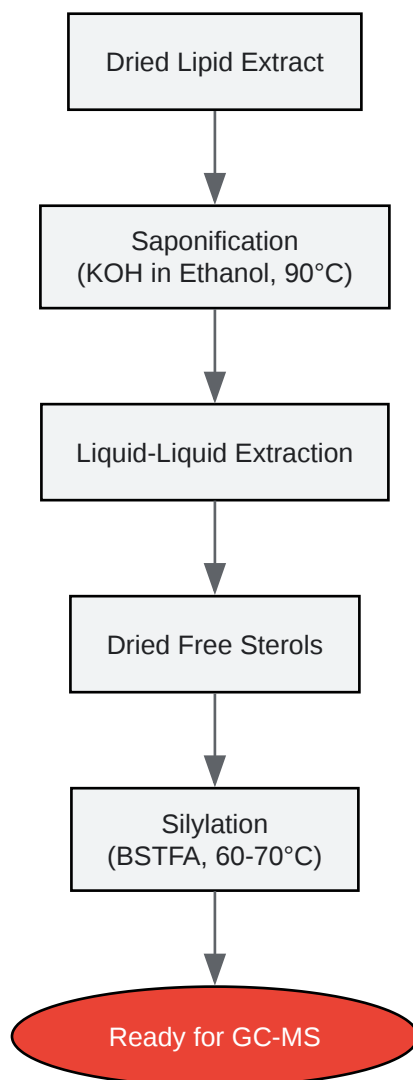 Dried Lipid Extract
Saponification
(KOH in Ethanol, 90°C)
Liquid-Liquid Extraction
Dried Free Sterols
Silylation
(BSTFA, 60-70°C)
Ready for GC-MS